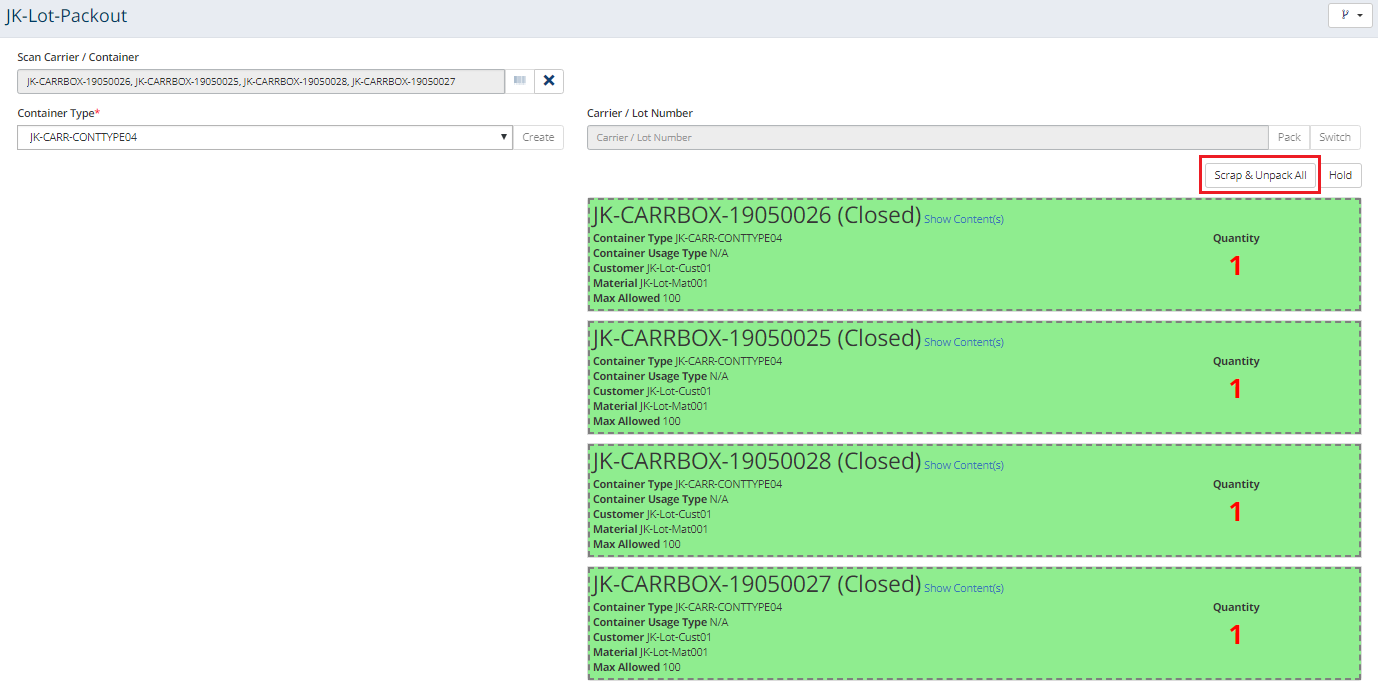 JK-Lot-Packout
Scan Carrier / Container
JK-CARRBOX-19050026, JK-CARRBOX-19050025, JK-CARRBOX-19050028, JK-CARRBOX-19050027
Container Type* Carrier / Lot Number
JK-CARR-CONTTYPE04 Create Carrier / Lot Number Pack Switch
Scrap & Unpack All Hold
JK-CARRBOX-19050026 (Closed) Show Content(s)
Container Type JK-CARR-CONTTYPE04 Quantity
Container Usage Type N/A
Customer JK-Lot-Cust01 1
Material JK-Lot-Mat001
Max Allowed 100
JK-CARRBOX-19050025 (Closed) Show Content(s)
Container Type JK-CARR-CONTTYPE04 Quantity
Container Usage Type N/A
Customer JK-Lot-Cust01 1
Material JK-Lot-Mat001
Max Allowed 100
JK-CARRBOX-19050028 (Closed) Show Content(s)
Container Type JK-CARR-CONTTYPE04 Quantity
Container Usage Type N/A
Customer JK-Lot-Cust01 1
Material JK-Lot-Mat001
Max Allowed 100
JK-CARRBOX-19050027 (Closed) Show Content(s)
Container Type JK-CARR-CONTTYPE04 Quantity
Container Usage Type N/A
Customer JK-Lot-Cust01 1
Material JK-Lot-Mat001
Max Allowed 100